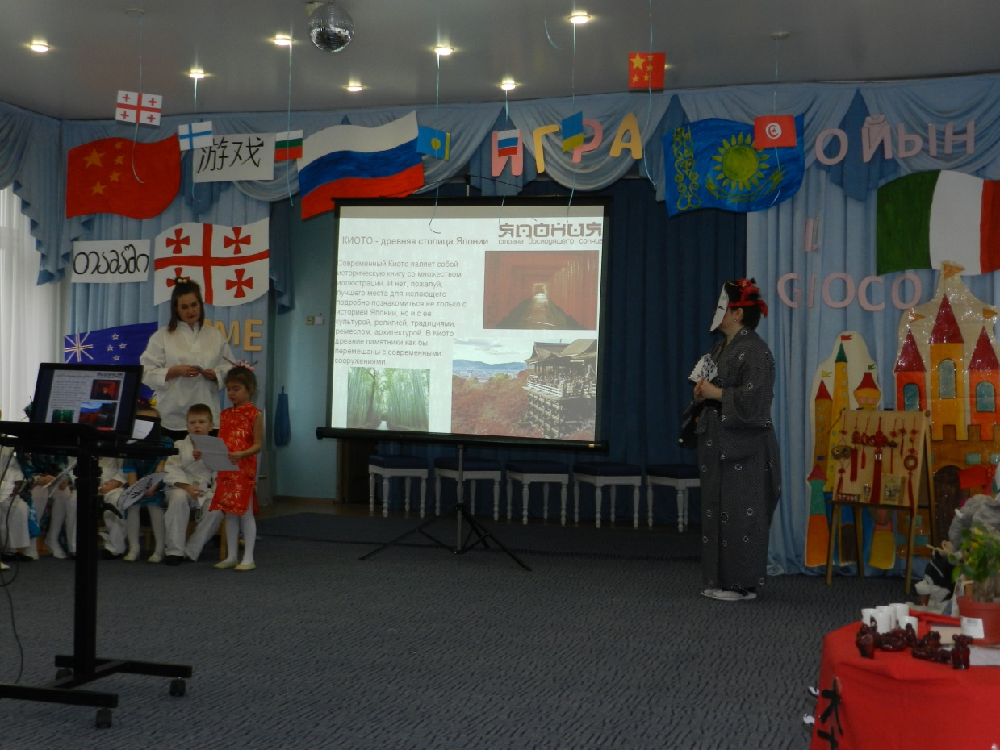 游戏
ИГРА
ОЙЫН
თამაში
IL
GIOCO
ЯПОНИЯ
страна восходящего солнца
КИОТО - древняя столица Японии
Современный Киото являет собой
историческую книгу со множеством
иллюстраций. И нет, пожалуй,
лучшего места для желающего
подробно познакомиться не только с
историей Японии, но и с ее
культурой, религией, традициями,
ремеслом, архитектурой. В Киото
древние памятники как бы
перемешаны с современными
сооружениями